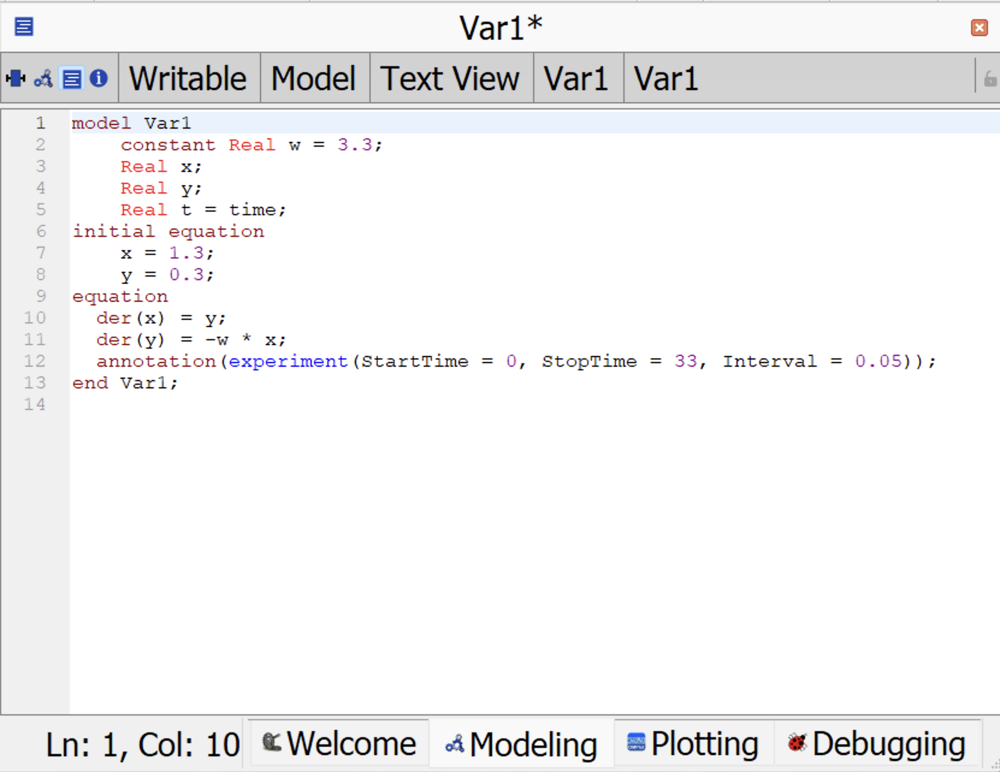 Var1*
Writable Model Text View Var1 Var1
1 model Var1
2 constant Real w = 3.3;
3 Real x;
4 Real y;
5 Real t = time;
6 initial equation
7 x = 1.3;
8 y = 0.3;
9 equation
10 der(x) = y;
11 der(y) = -w * x;
12 annotation(experiment(StartTime = 0, StopTime = 33, Interval = 0.05));
13 end Var1;
14
Ln: 1, Col: 10 Welcome Modeling Plotting Debugging